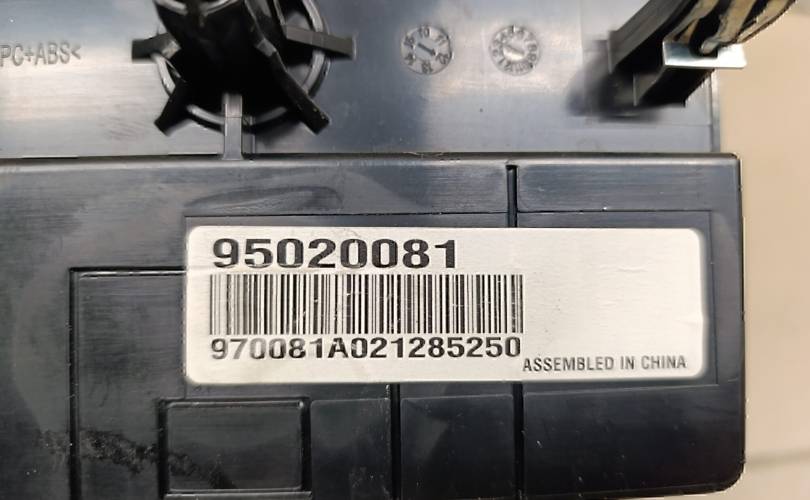 PC+ABS<
95020081
970081A021285250
ASSEMBLED IN CHINA